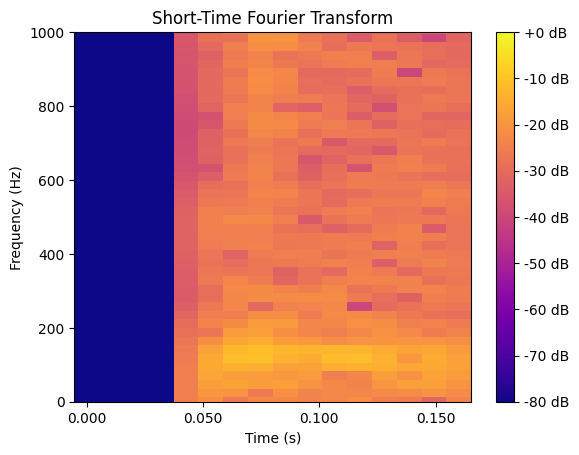 Short-Time Fourier Transform
1000
800
600
400
200
0
Frequency (Hz)
0.000
0.050
0.100
0.150
Time (s)
+0 dB
-10 dB
-20 dB
-30 dB
-40 dB
-50 dB
-60 dB
-70 dB
-80 dB